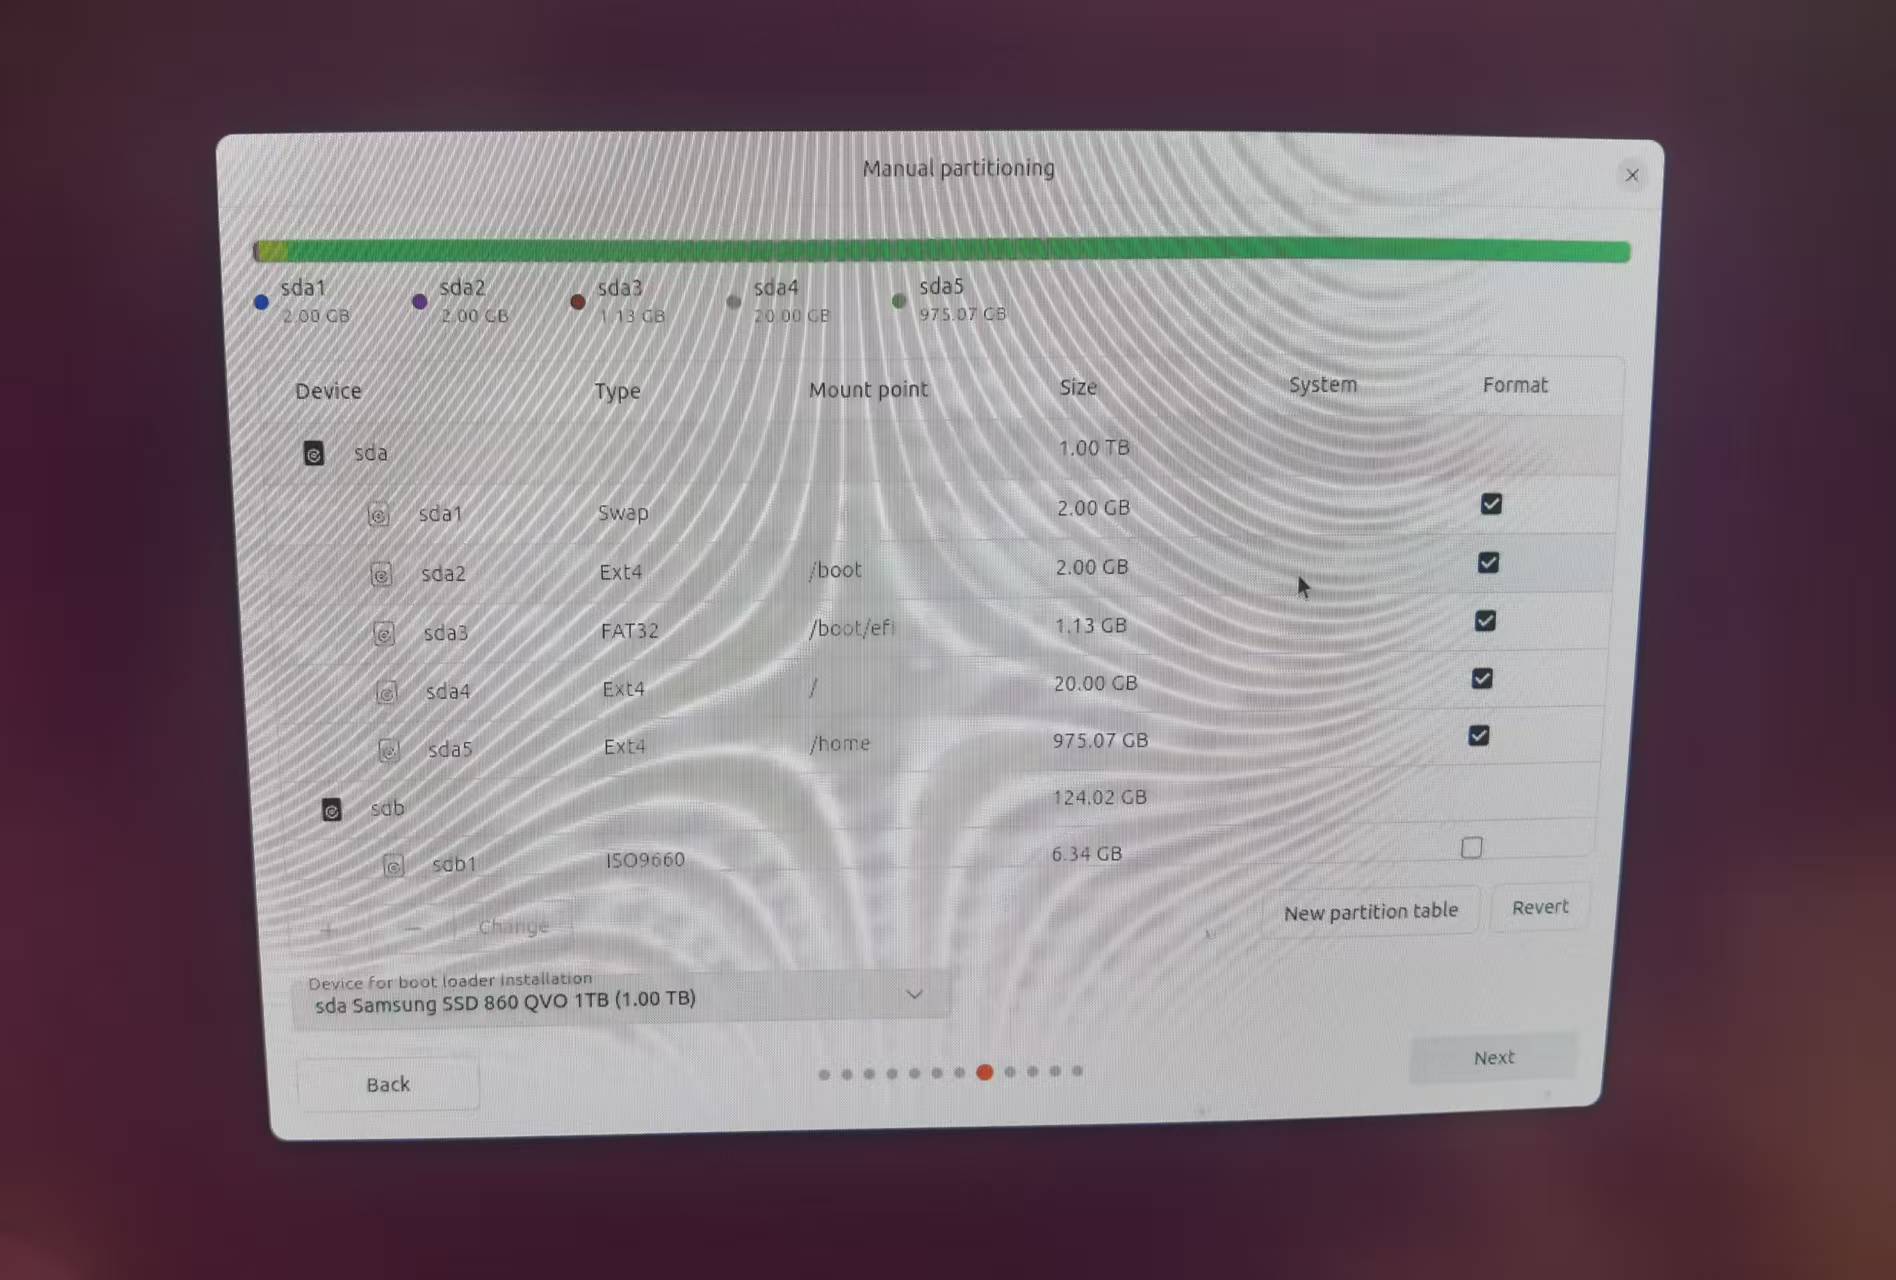 Manual partitioning
sda1 sda2 sda3 sda4 sda5
2.00 GB 2.00 GB 1.13 GB 20.00 GB 975.07 GB
Device Type Mount point Size System Format
sda 1.00 TB
sda1 Swap 2.00 GB
sda2 Ext4 /boot 2.00 GB
sda3 FAT32 /boot/efi 1.13 GB
sda4 Ext4 / 20.00 GB
sda5 Ext4 /home 975.07 GB
sdb 124.02 GB
sdb1 ISO9660 6.34 GB
+ − Change New partition table Revert
Device for boot loader installation
sda Samsung SSD 860 QVO 1TB (1.00 TB)
Back Next